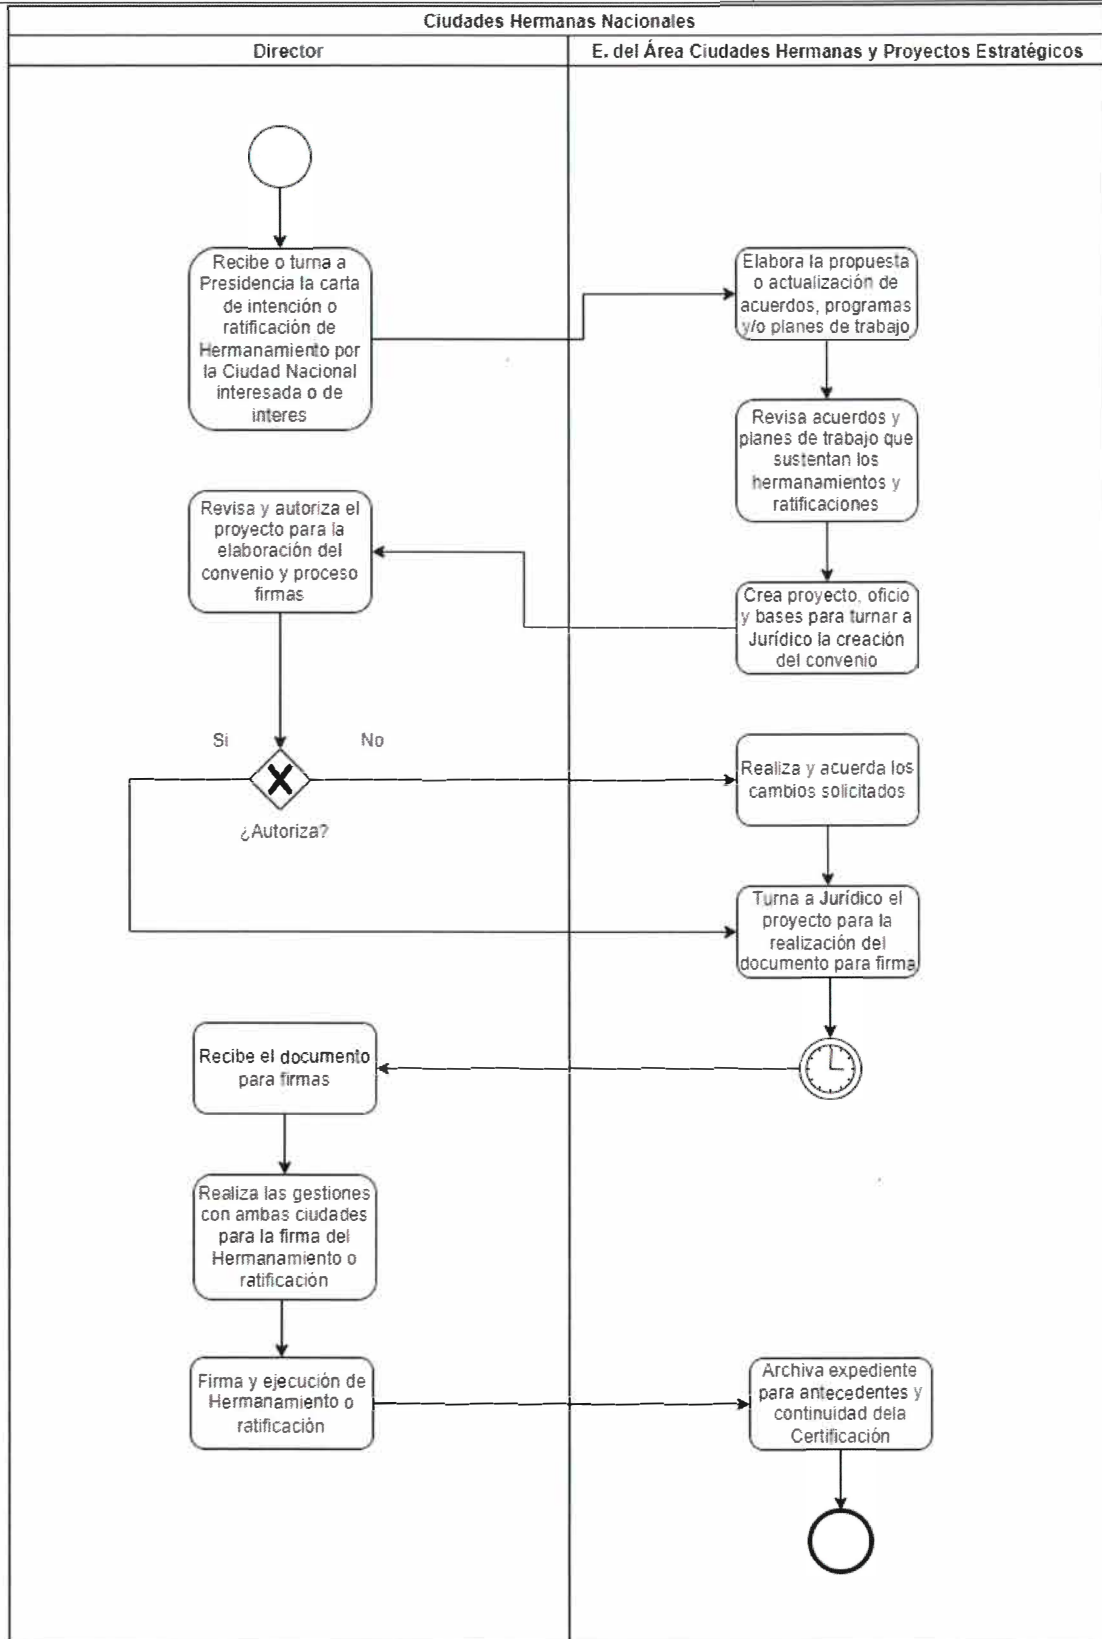 Ciudades Hermanas Nacionales
Director
E. del Área Ciudades Hermanas y Proyectos Estratégicos
Recibe o turna a
Presidencia la carta
de intención o
ratificación de
Hermanamiento por
la Ciudad Nacional
interesada o de
interes
Elabora la propuesta
o actualización de
acuerdos, programas
y/o planes de trabajo
Revisa acuerdos y
planes de trabajo que
sustentan los
hermanamientos y
ratificaciones
Crea proyecto, oficio
y bases para turnar a
Jurídico la creación
del convenio
Revisa y autoriza el
proyecto para la
elaboración del
convenio y proceso
firmas
Si
No
¿Autoriza?
Realiza y acuerda los
cambios solicitados
Turna a Jurídico el
proyecto para la
realización del
documento para firma
Recibe el documento
para firmas
Realiza las gestiones
con ambas ciudades
para la firma del
Hermanamiento o
ratificación
Firma y ejecución de
Hermanamiento o
ratificación
Archiva expediente
para antecedentes y
continuidad dela
Certificación